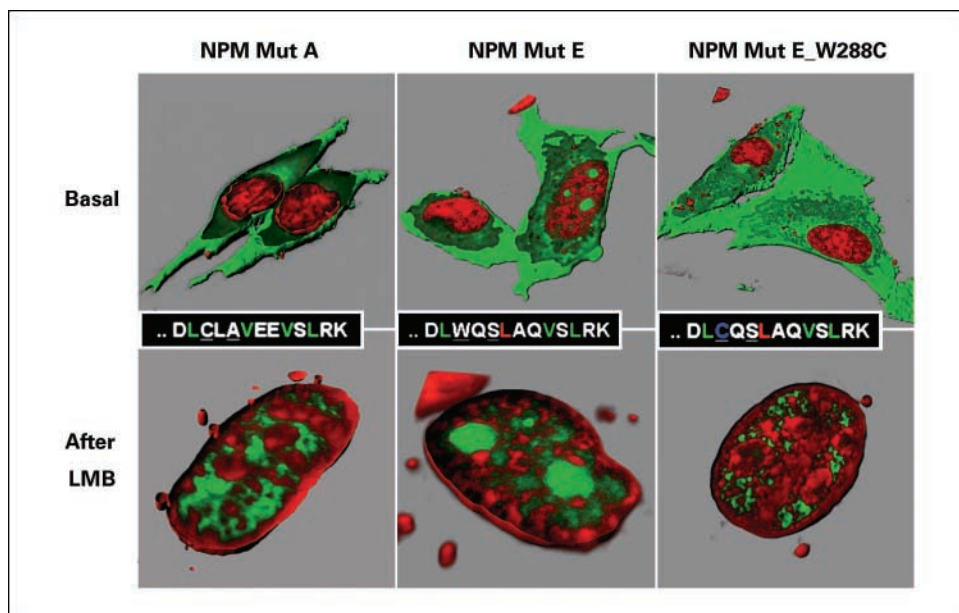 NPM Mut A NPM Mut E NPM Mut E_W288C
Basal
.. DLCLAVEEVSLRK .. DLWQSLAQVSLRK .. DLCQSLAQVSLRK
After
LMB